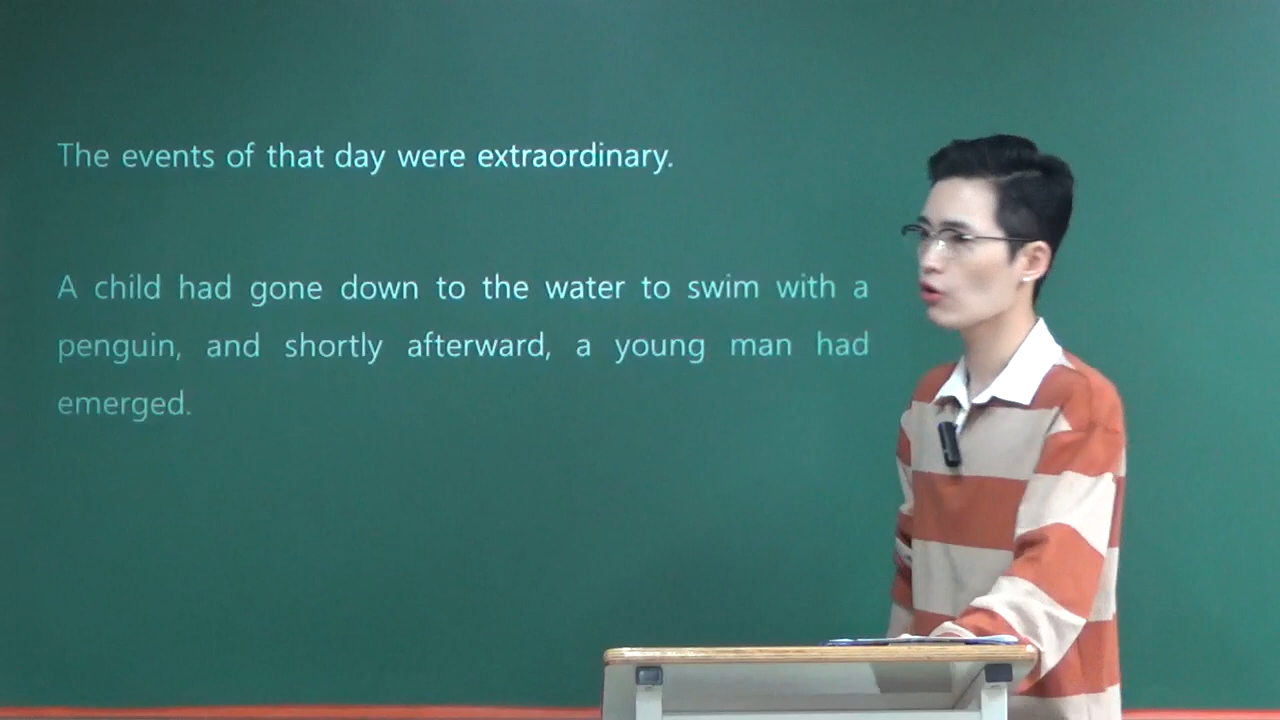 The events of that day were extraordinary.
A child had gone down to the water to swim with a
penguin, and shortly afterward, a young man had
emerged.